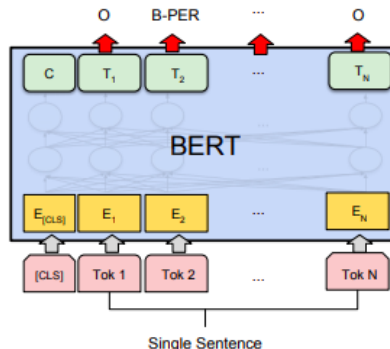 O B-PER ... O
C T1 T2 ... TN
...
BERT
...
E[CLS] E1 E2 ... EN
[CLS] Tok 1 Tok 2 ... Tok N
Single Sentence